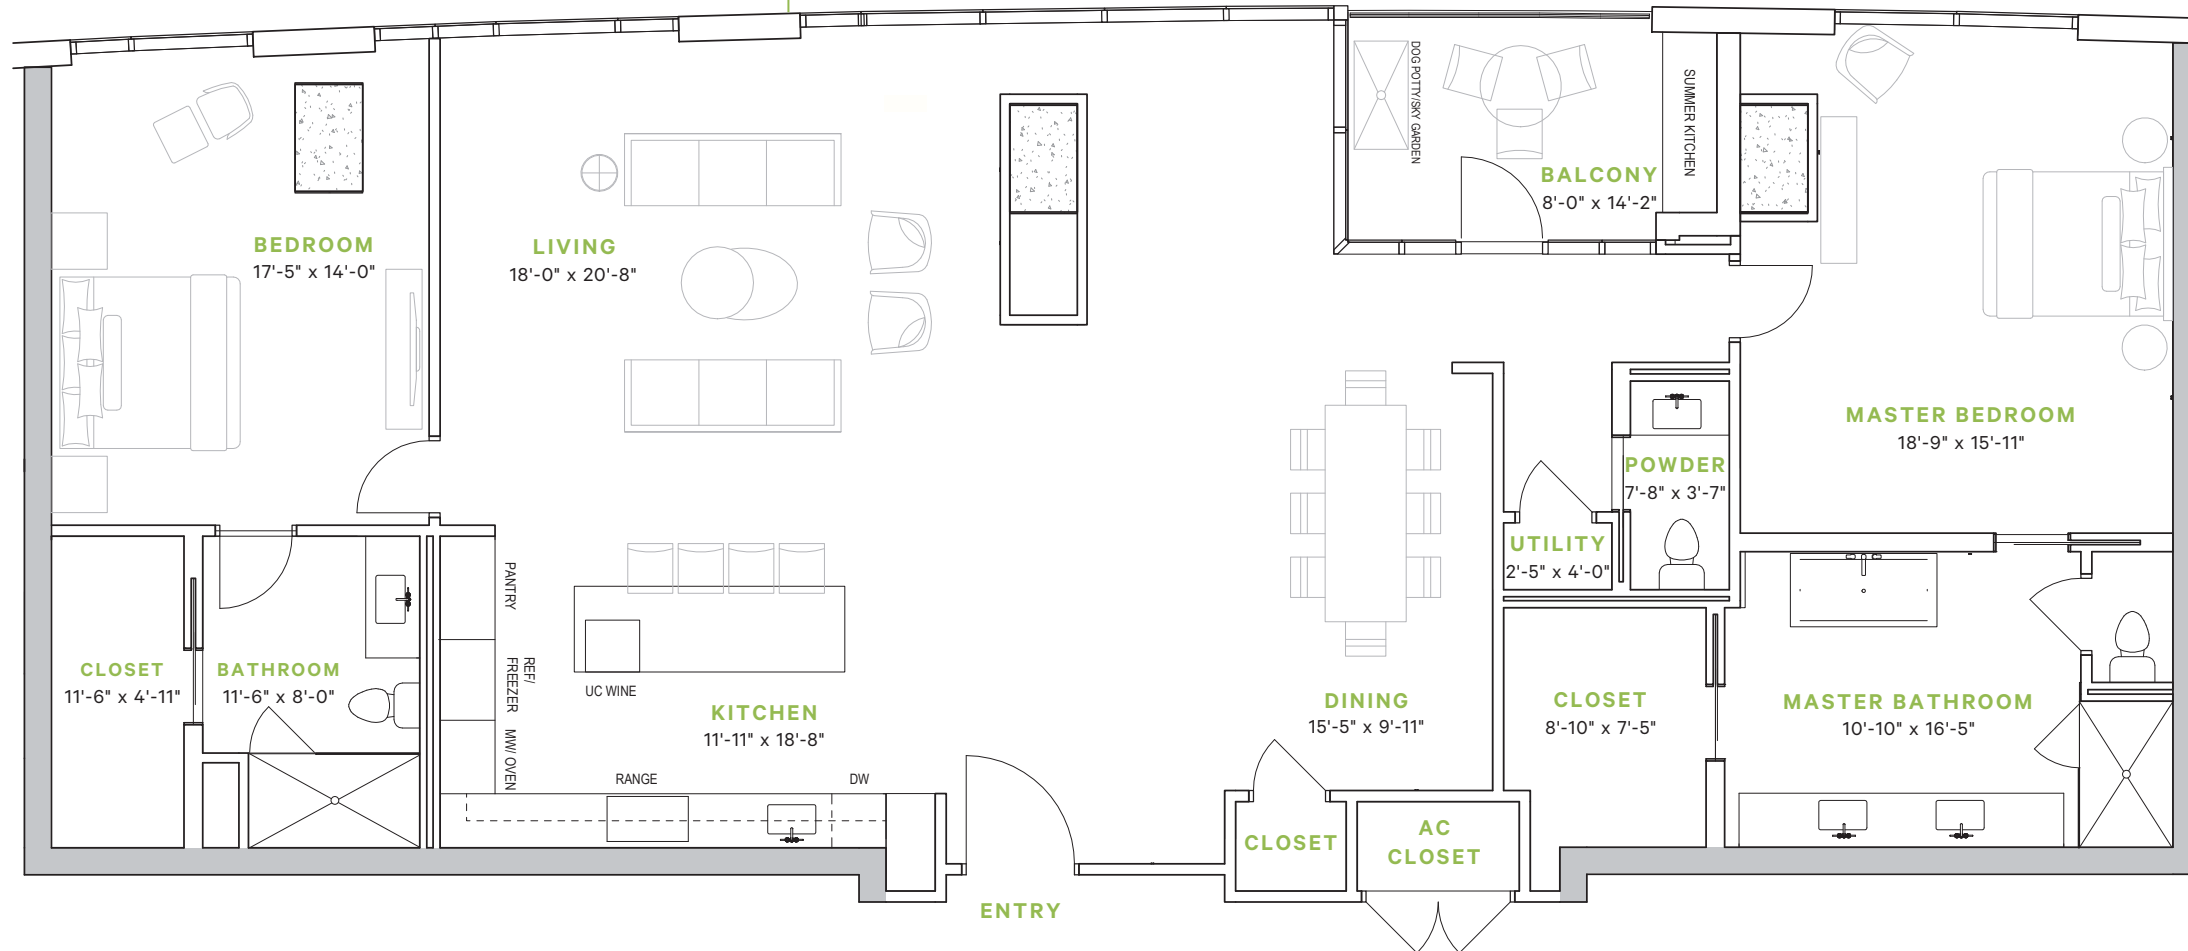 DOG POTTY/SKY GARDEN
SUMMER KITCHEN
BALCONY
8'-0" x 14'-2"
BEDROOM
17'-5" x 14'-0"
LIVING
18'-0" x 20'-8"
MASTER BEDROOM
18'-9" x 15'-11"
POWDER
7'-8" x 3'-7"
UTILITY
2'-5" x 4'-0"
PANTRY
REF/
FREEZER
MW/ OVEN
CLOSET
11'-6" x 4'-11"
BATHROOM
11'-6" x 8'-0"
UC WINE
KITCHEN
11'-11" x 18'-8"
RANGE
DW
DINING
15'-5" x 9'-11"
CLOSET
8'-10" x 7'-5"
MASTER BATHROOM
10'-10" x 16'-5"
CLOSET
AC
CLOSET
ENTRY